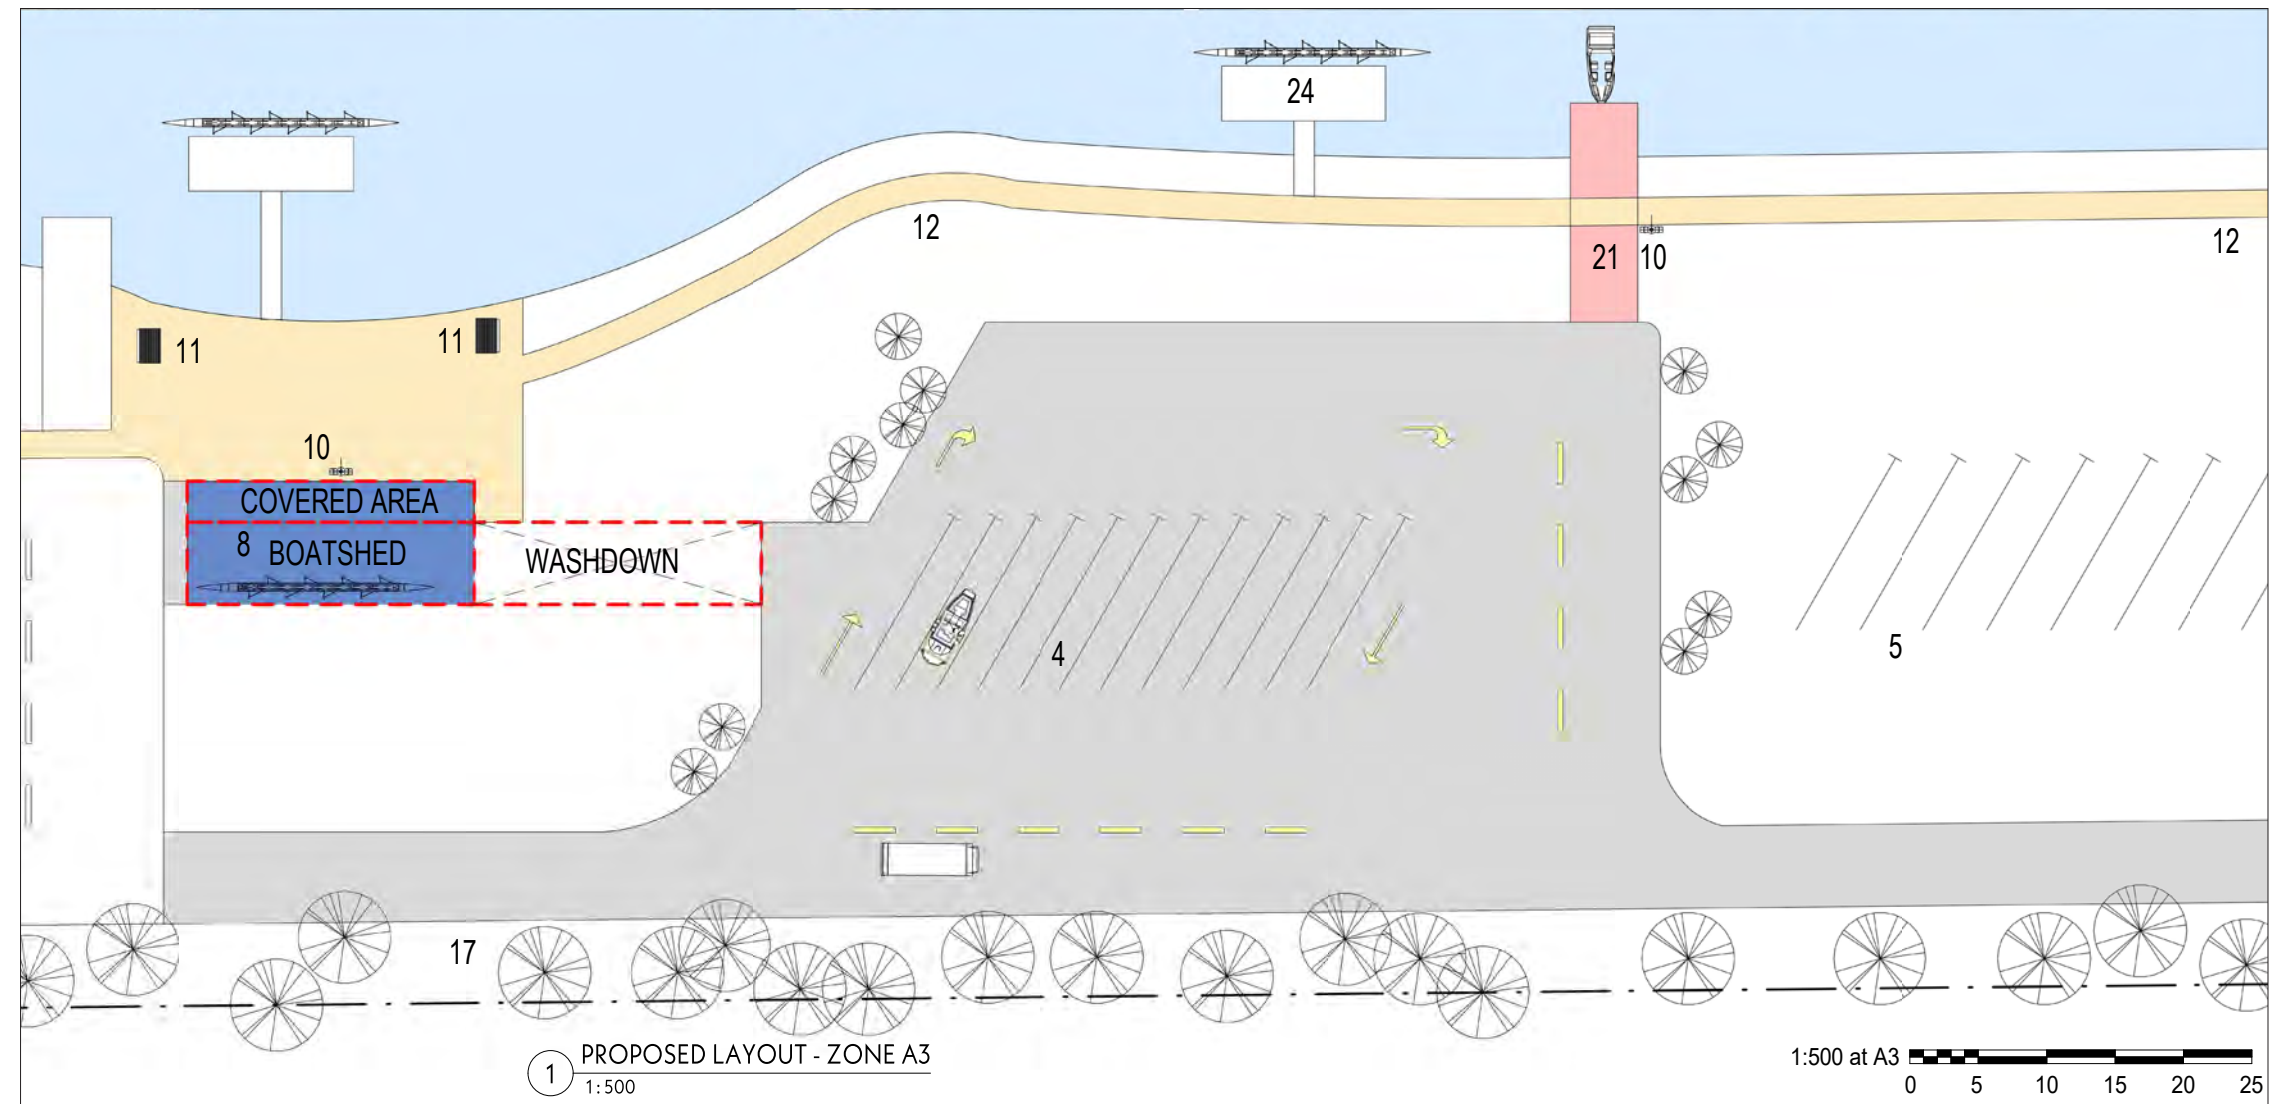 24
12
21
10
12
11
11
10
COVERED AREA
8
BOATSHED
WASHDOWN
4
5
17
1
PROPOSED LAYOUT - ZONE A3
1:500
1:500 at A3
0 5 10 15 20 25